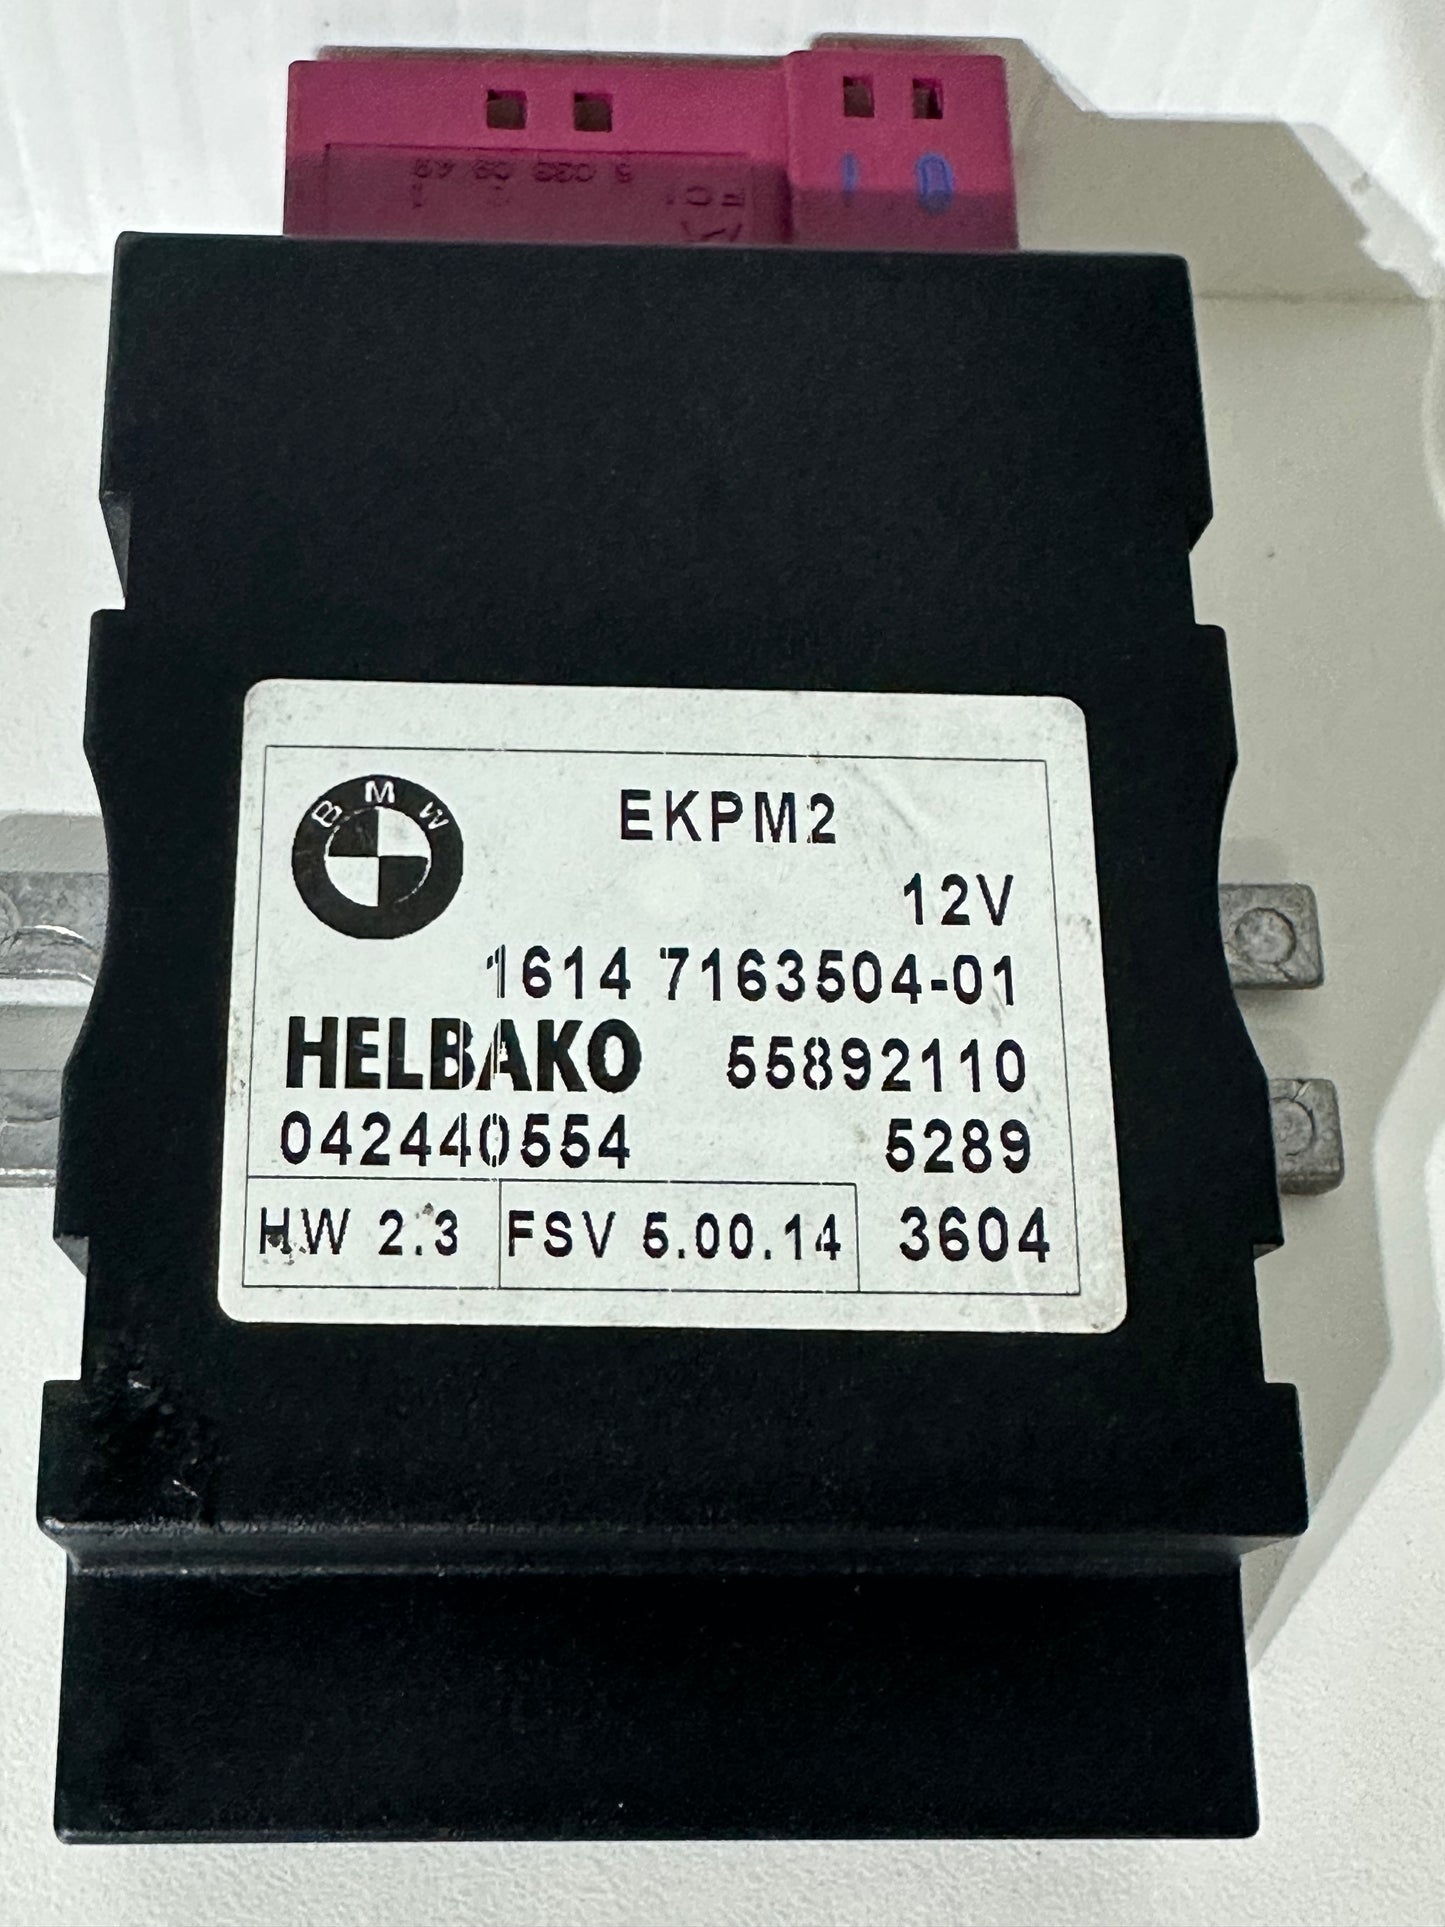 BMW
EKPM2
12V
1614 7163504-01
HELBAKO 55892110
042440554 5289
HW 2.3 FSV 5.00.14 3604